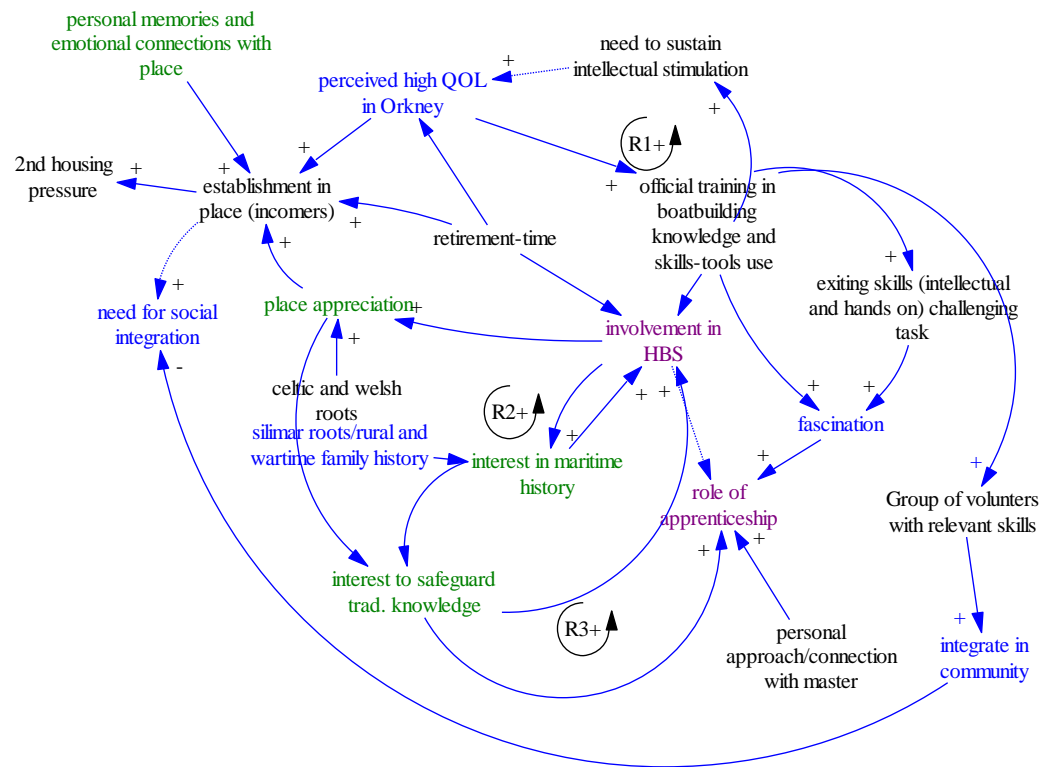 personal memories and
emotional connections with
place
need to sustain
intellectual stimulation
+
+
perceived high QOL
in Orkney
R1+
+
+
+
+
2nd housing
pressure
establishment in
place (incomers)
official training in
boatbuilding
knowledge and
skills-tools use
+
retirement-time
+
+
exiting skills (intellectual
and hands on) challenging
task
+
need for social
integration
place appreciation
+
involvement in
HBS
+
-
celtic and welsh
roots
+
+
+
+
R2+
silimar roots/rural and
wartime family history
+
fascination
interest in maritime
history
+
+
role of
apprenticeship
Group of volunters
with relevant skills
+
+
interest to safeguard
trad. knowledge
R3+
personal
approach/connection
with master
+
integrate in
community